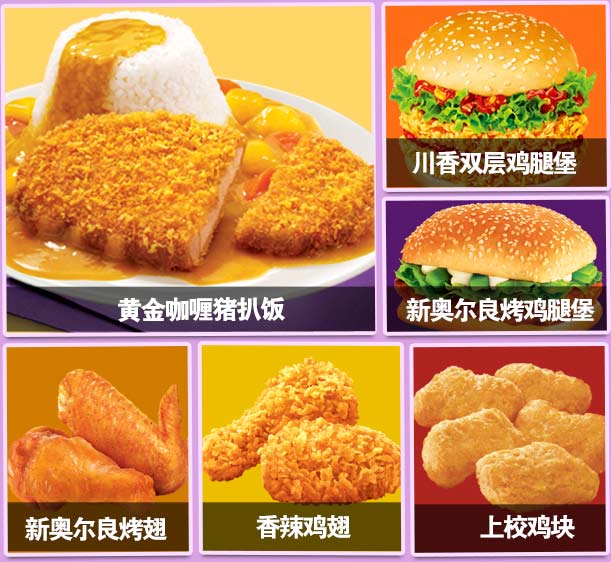 黄金咖喱猪扒饭
川香双层鸡腿堡
新奥尔良烤鸡腿堡
新奥尔良烤翅
香辣鸡翅
上校鸡块